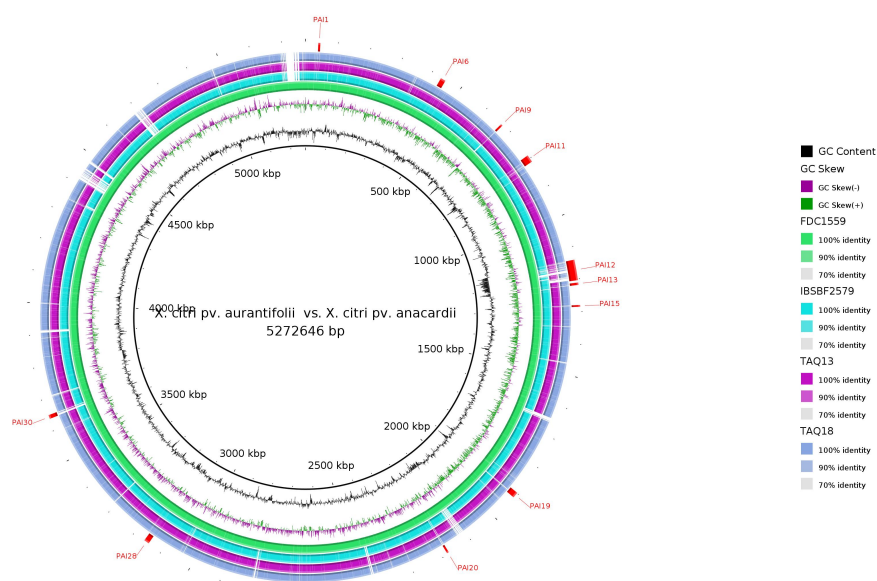 PAI1
PAI6
PAI9
PAI11
PAI12
PAI13
PAI15
PAI19
PAI20
PAI28
PAI30
500 kbp
1000 kbp
1500 kbp
2000 kbp
2500 kbp
3000 kbp
3500 kbp
4000 kbp
4500 kbp
5000 kbp
X. citri pv. aurantifolii vs. X. citri pv. anacardii
5272646 bp
GC Content
GC Skew
GC Skew(-)
GC Skew(+)
FDC1559
100% identity
90% identity
70% identity
IBSBF2579
100% identity
90% identity
70% identity
TAQ13
100% identity
90% identity
70% identity
TAQ18
100% identity
90% identity
70% identity